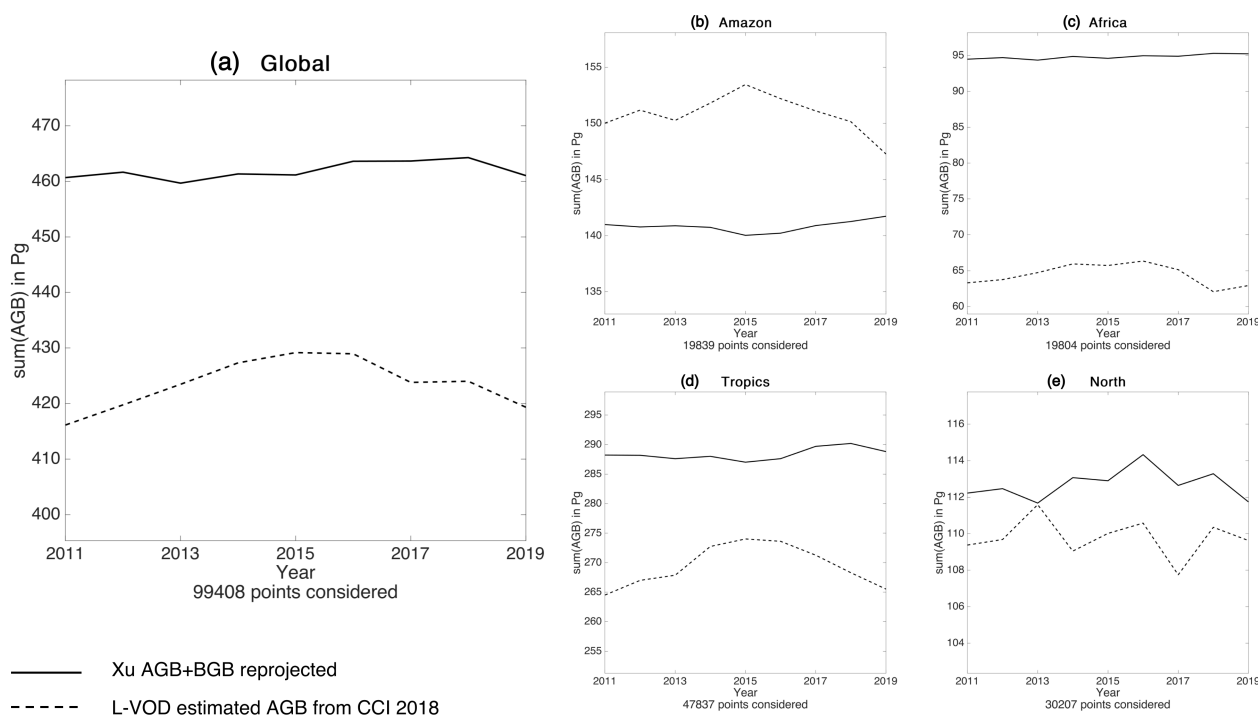 (a) Global
sum(AGB) in Pg
470
460
450
440
430
420
410
400
2011 2013 2015 2017 2019
Year
99408 points considered
(b) Amazon
sum(AGB) in Pg
155
150
145
140
135
2011 2013 2015 2017 2019
Year
19839 points considered
(c) Africa
sum(AGB) in Pg
95
90
85
80
75
70
65
60
2011 2013 2015 2017 2019
Year
19804 points considered
(d) Tropics
sum(AGB) in Pg
295
290
285
280
275
270
265
260
255
2011 2013 2015 2017 2019
Year
47837 points considered
(e) North
sum(AGB) in Pg
116
114
112
110
108
106
104
2011 2013 2015 2017 2019
Year
30207 points considered
Xu AGB+BGB reprojected
L-VOD estimated AGB from CCI 2018